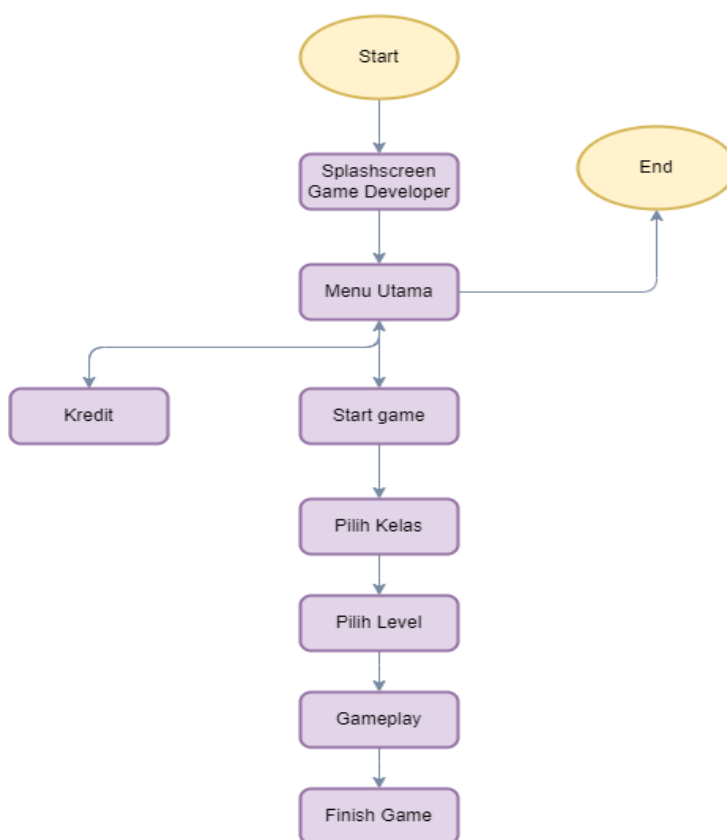 Start
Splashscreen
Game Developer
End
Menu Utama
Kredit
Start game
Pilih Kelas
Pilih Level
Gameplay
Finish Game